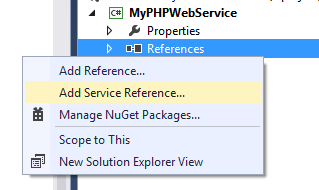 C# MyPHPWebService
Properties
References
Add Reference...
Add Service Reference...
Manage NuGet Packages...
Scope to This
New Solution Explorer View